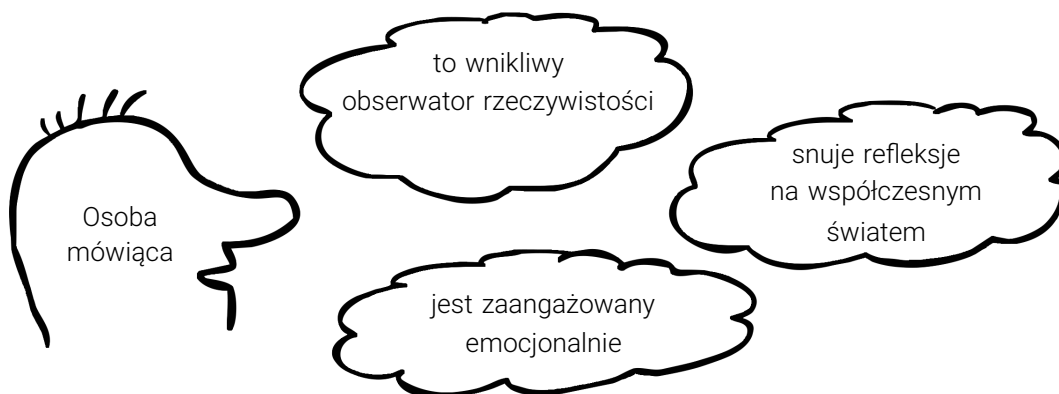 Osoba
mówiąca
to wnikliwy
obserwator rzeczywistości
snuje refleksje
na współczesnym
światem
jest zaangażowany
emocjonalnie